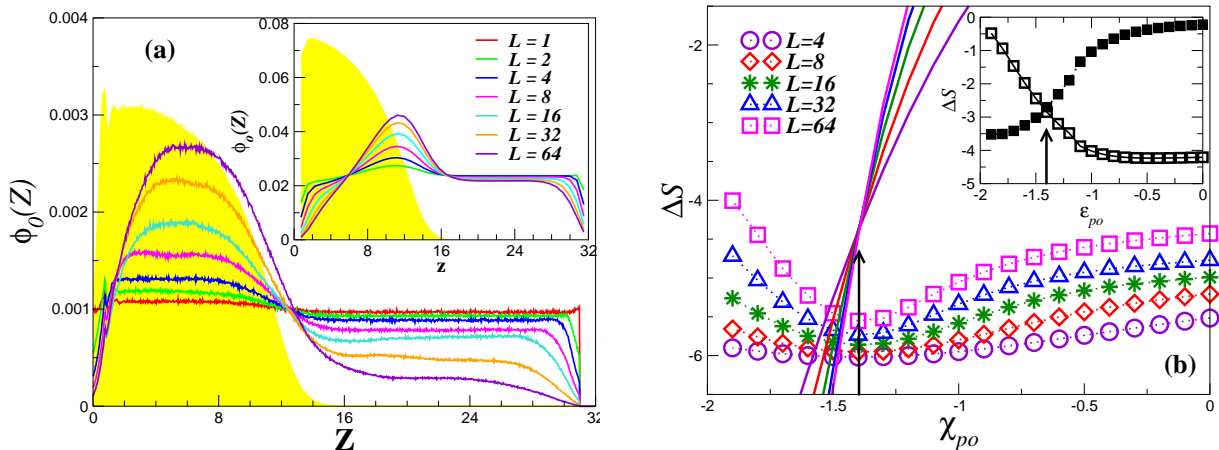 0.004
0.003
0.002
0.001
0
ϕ₀(Z)
(a)
0.08
0.06
0.04
0.02
0
ϕₒ(Z)
L = 1
L = 2
L = 4
L = 8
L = 16
L = 32
L = 64
0 8 16 24 32
z
0 8 16 24 32
Z
-2
-4
-6
ΔS
L=4
L=8
L=16
L=32
L=64
0
-1
-2
-3
-4
-5
ΔS
-2 -1.5 -1 -0.5 0
ε_po
(b)
-2 -1.5 -1 -0.5 0
χ_po